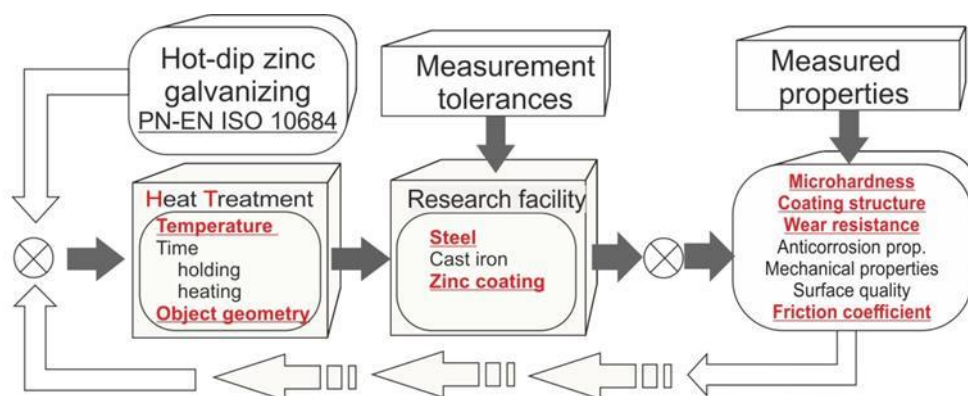 Hot-dip zinc
galvanizing
PN-EN ISO 10684
Measurement
tolerances
Measured
properties
Heat Treatment
Temperature
Time
holding
heating
Object geometry
Research facility
Steel
Cast iron
Zinc coating
Microhardness
Coating structure
Wear resistance
Anticorrosion prop.
Mechanical properties
Surface quality
Friction coefficient